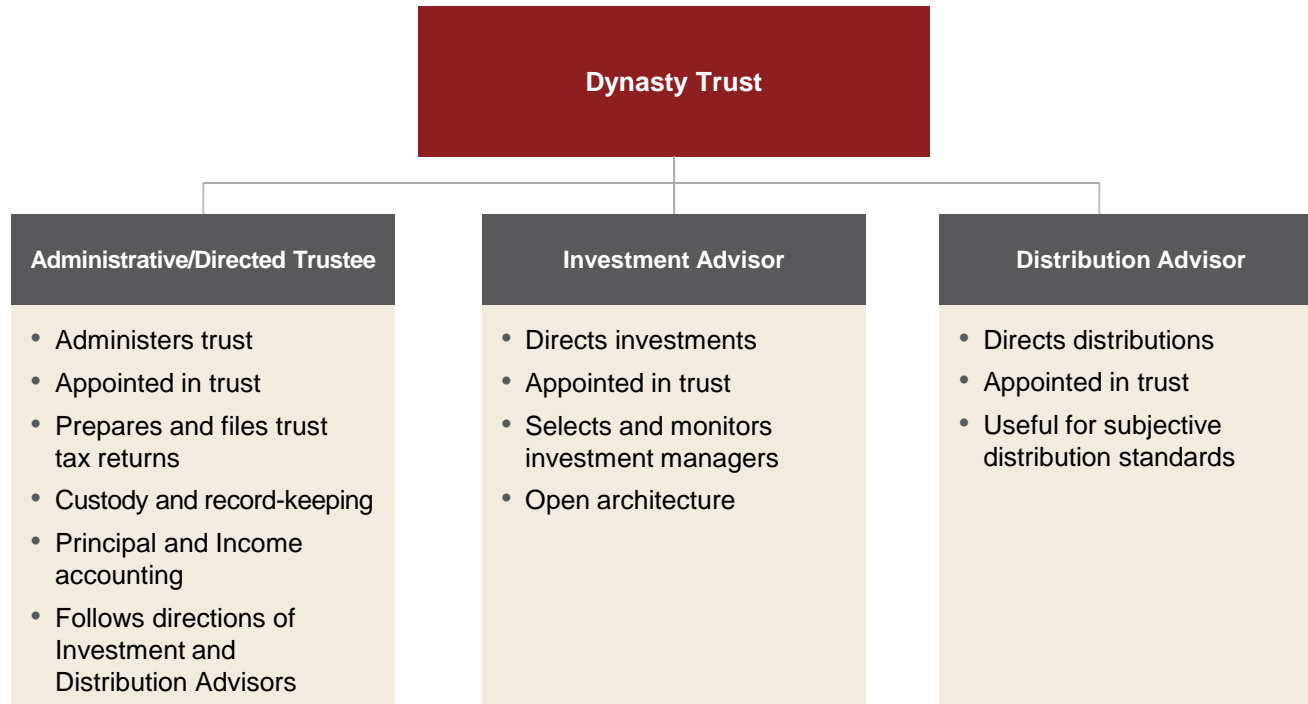 Dynasty Trust
Administrative/Directed Trustee
• Administers trust
• Appointed in trust
• Prepares and files trust
tax returns
• Custody and record-keeping
• Principal and Income
accounting
• Follows directions of
Investment and
Distribution Advisors
Investment Advisor
• Directs investments
• Appointed in trust
• Selects and monitors
investment managers
• Open architecture
Distribution Advisor
• Directs distributions
• Appointed in trust
• Useful for subjective
distribution standards